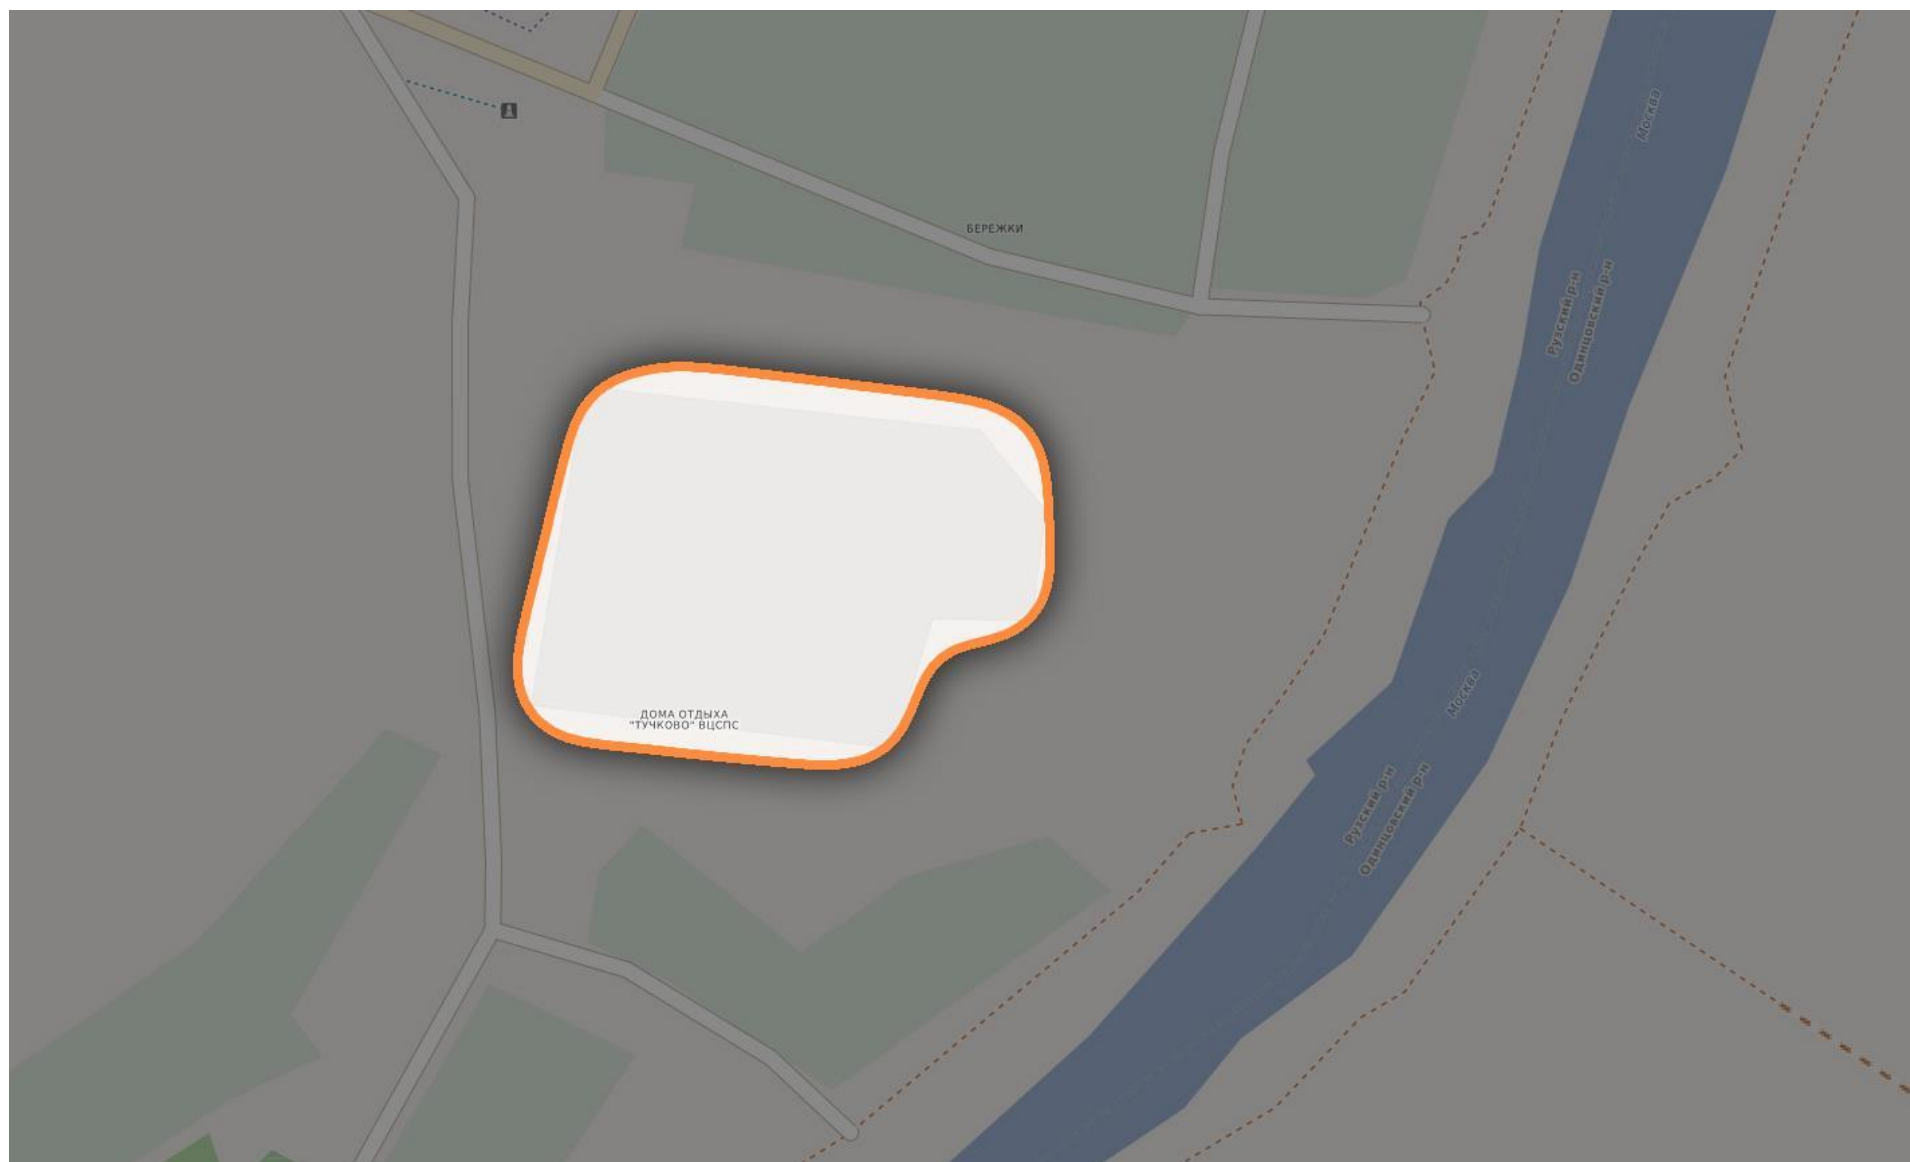 Москва
БЕРЕЖКИ
Рузский р-н
Одинцовский р-н
Москва
ДОМА ОТДЫХА
"ТУЧКОВО" ВЦСПС
Рузский р-н
Одинцовский р-н